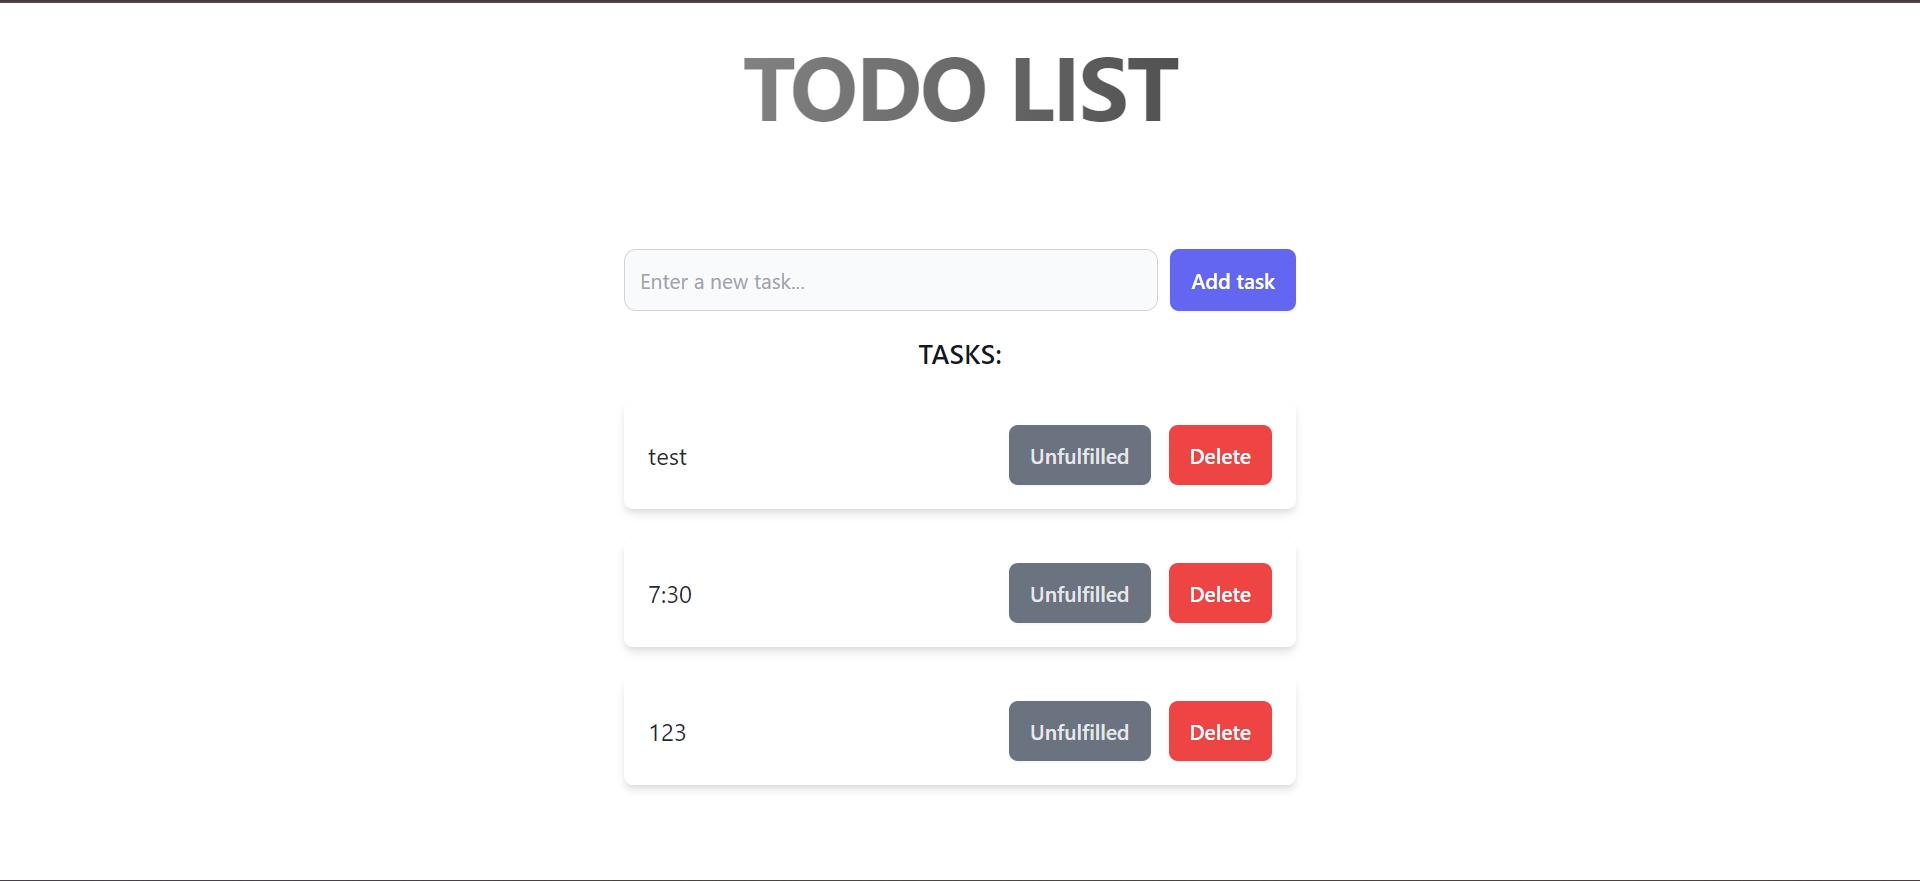 TODO LIST
Enter a new task...
Add task
TASKS:
test
Unfulfilled
Delete
7:30
Unfulfilled
Delete
123
Unfulfilled
Delete